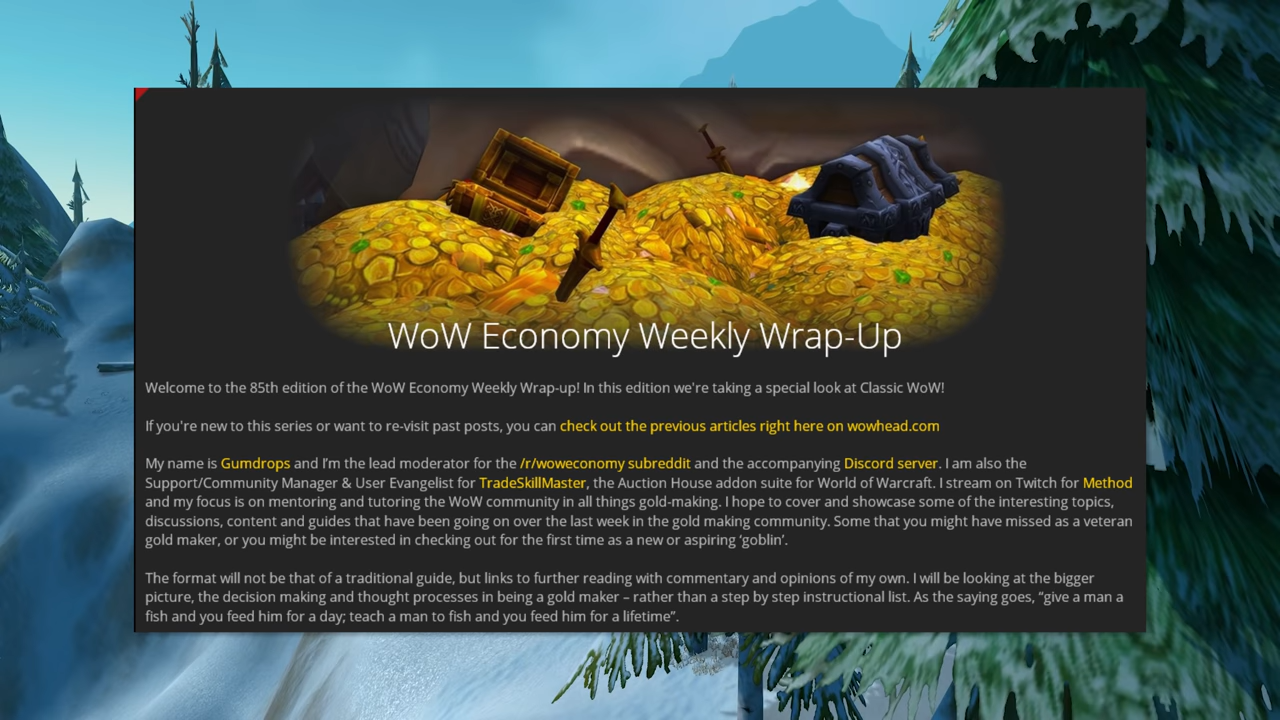 WoW Economy Weekly Wrap-Up
Welcome to the 85th edition of the WoW Economy Weekly Wrap-up! In this edition we're taking a special look at Classic WoW!
If you're new to this series or want to re-visit past posts, you can check out the previous articles right here on wowhead.com
My name is Gumdrops and I’m the lead moderator for the /r/woweconomy subreddit and the accompanying Discord server. I am also the
Support/Community Manager & User Evangelist for TradeSkillMaster, the Auction House addon suite for World of Warcraft. I stream on Twitch for Method
and my focus is on mentoring and tutoring the WoW community in all things gold-making. I hope to cover and showcase some of the interesting topics,
discussions, content and guides that have been going on over the last week in the gold making community. Some that you might have missed as a veteran
gold maker, or you might be interested in checking out for the first time as a new or aspiring ‘goblin’.
The format will not be that of a traditional guide, but links to further reading with commentary and opinions of my own. I will be looking at the bigger
picture, the decision making and thought processes in being a gold maker – rather than a step by step instructional list. As the saying goes, “give a man a
fish and you feed him for a day; teach a man to fish and you feed him for a lifetime”.